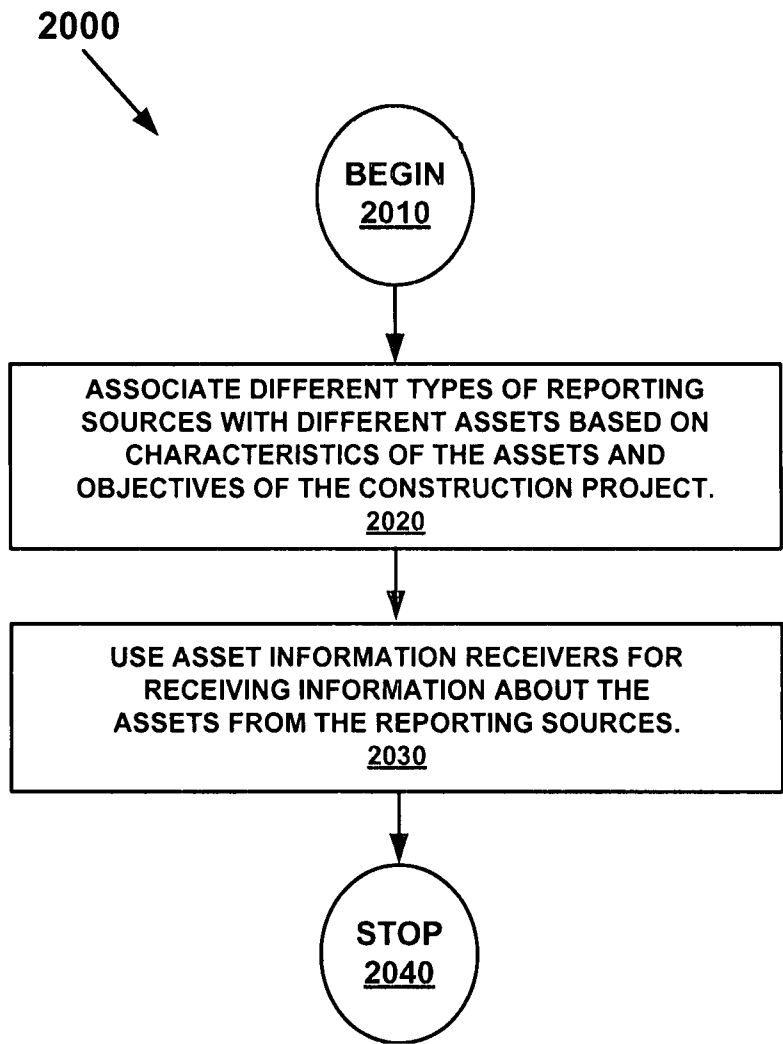 2000
BEGIN
2010
ASSOCIATE DIFFERENT TYPES OF REPORTING
SOURCES WITH DIFFERENT ASSETS BASED ON
CHARACTERISTICS OF THE ASSETS AND
OBJECTIVES OF THE CONSTRUCTION PROJECT.
2020
USE ASSET INFORMATION RECEIVERS FOR
RECEIVING INFORMATION ABOUT THE
ASSETS FROM THE REPORTING SOURCES.
2030
STOP
2040